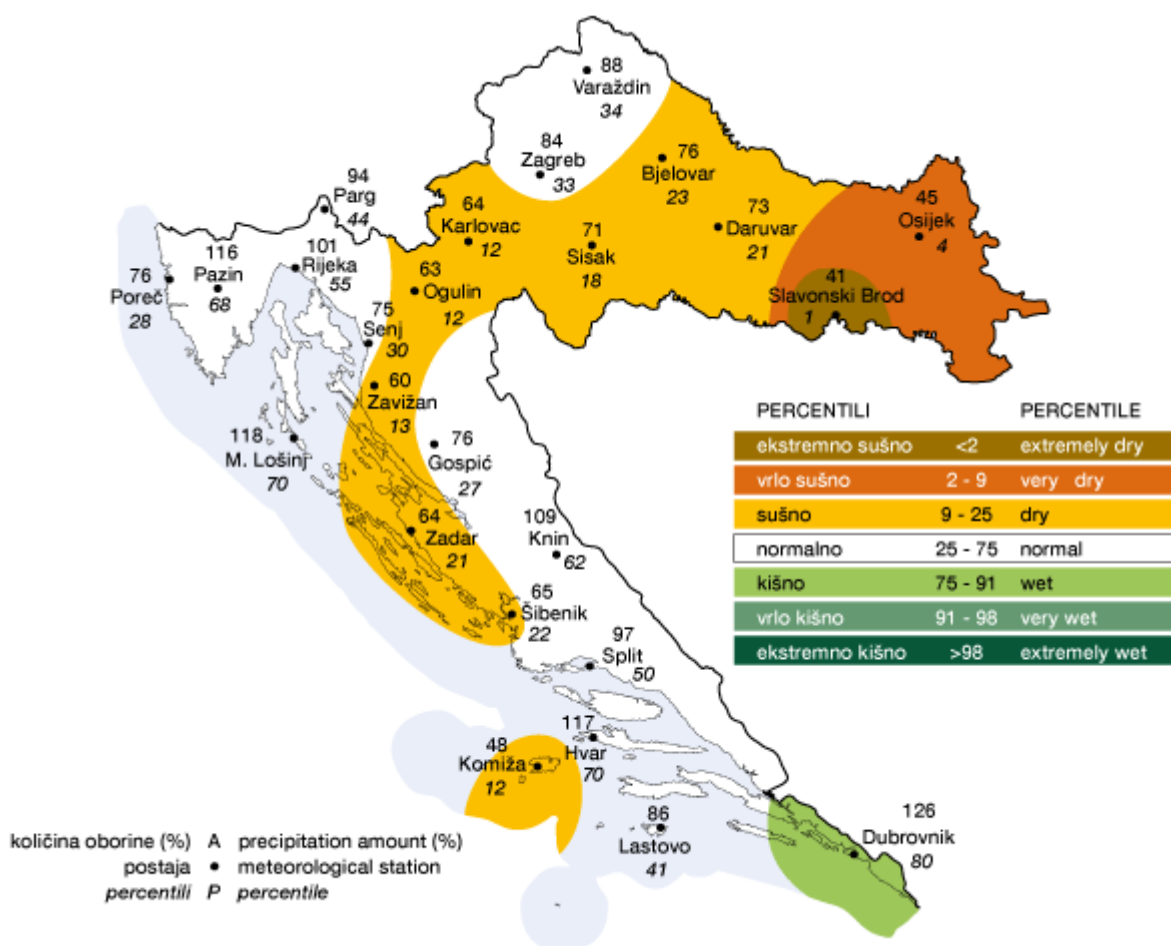 88
Varaždin
34
84
Zagreb
33
76
Bjelovar
23
94
Parg
44
64
Karlovac
12
71
Sisak
18
73
Daruvar
21
45
Osijek
4
101
Rijeka
55
116
Pazin
68
76
Poreč
28
63
Ogulin
12
41
Slavonski Brod
1
75
Senj
30
60
Zavižan
13
118
M. Lošinj
70
76
Gospić
27
64
Zadar
21
109
Knin
62
65
Šibenik
22
97
Split
50
117
Hvar
70
48
Komiža
12
86
Lastovo
41
126
Dubrovnik
80
PERCENTILI PERCENTILE
ekstremno sušno <2 extremely dry
vrlo sušno 2 - 9 very dry
sušno 9 - 25 dry
normalno 25 - 75 normal
kišno 75 - 91 wet
vrlo kišno 91 - 98 very wet
ekstremno kišno >98 extremely wet
količina oborine (%) A precipitation amount (%)
postaja • meteorological station
percentili P percentile